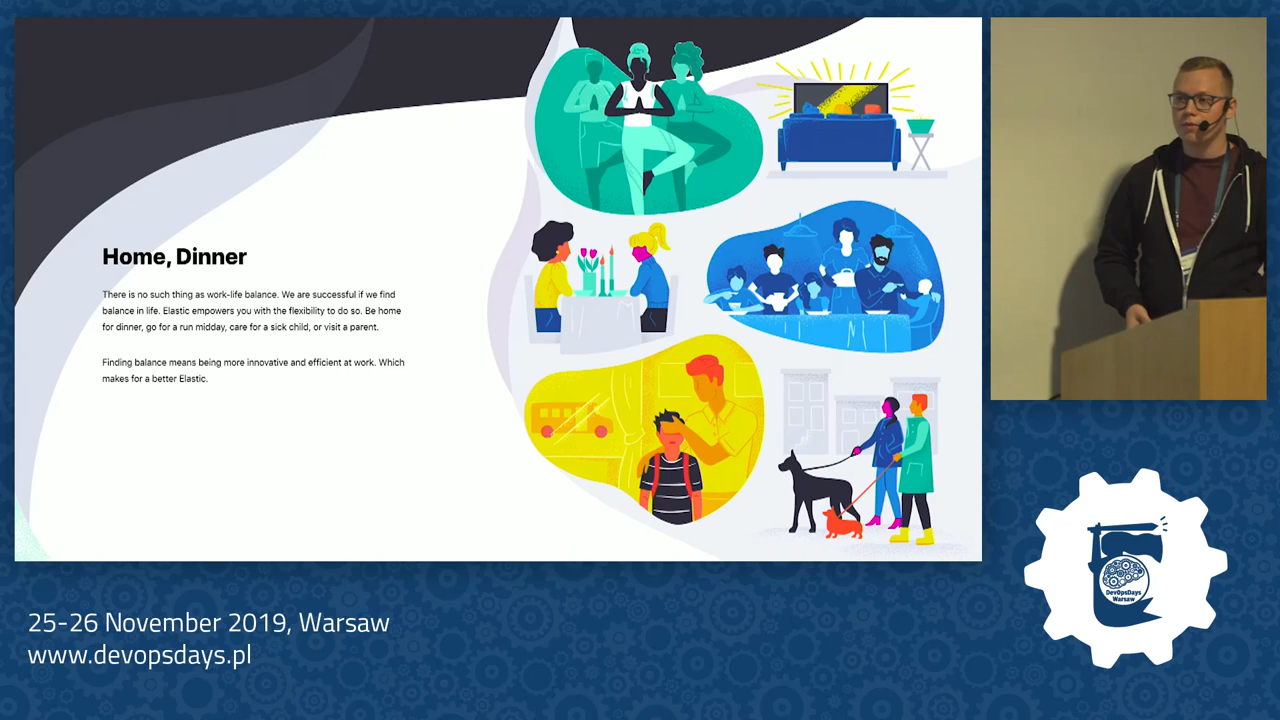 Home, Dinner
There is no such thing as work-life balance. We are successful if we find
balance in life. Elastic empowers you with the flexibility to do so. Be home
for dinner, go for a run midday, care for a sick child, or visit a parent.
Finding balance means being more innovative and efficient at work. Which
makes for a better Elastic.
DevOpsDays
Warsaw
25-26 November 2019, Warsaw
www.devopsdays.pl